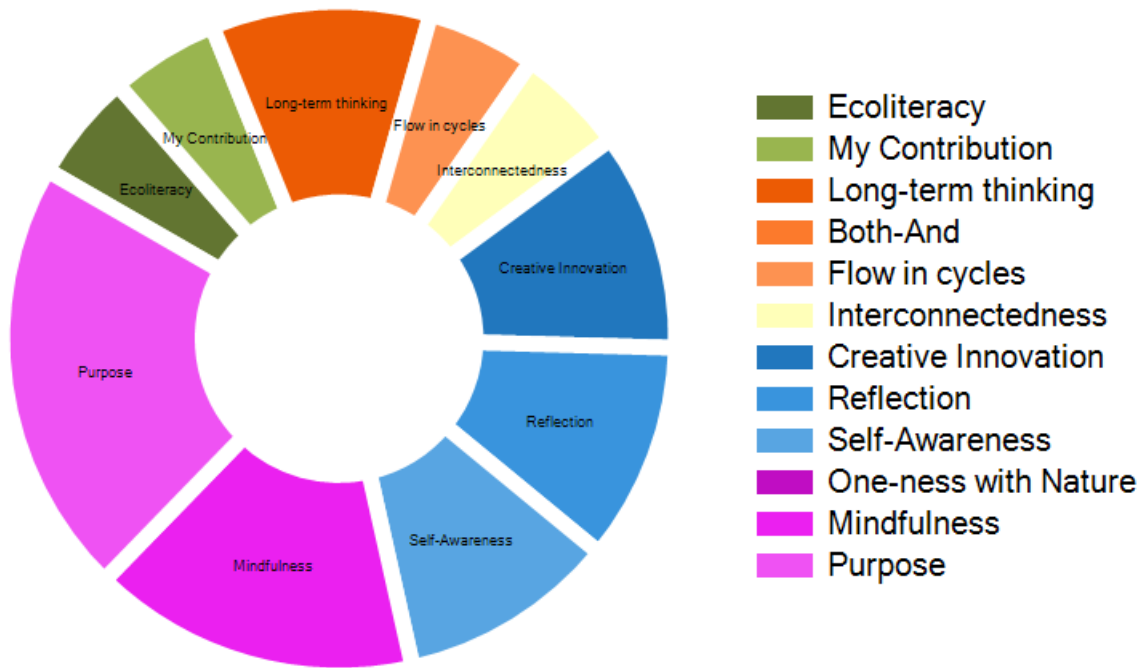 Long-term thinking
Flow in cycles
My Contribution
Interconnectedness
Ecoliteracy
Creative Innovation
Purpose
Reflection
Self-Awareness
Mindfulness
Ecoliteracy
My Contribution
Long-term thinking
Both-And
Flow in cycles
Interconnectedness
Creative Innovation
Reflection
Self-Awareness
One-ness with Nature
Mindfulness
Purpose